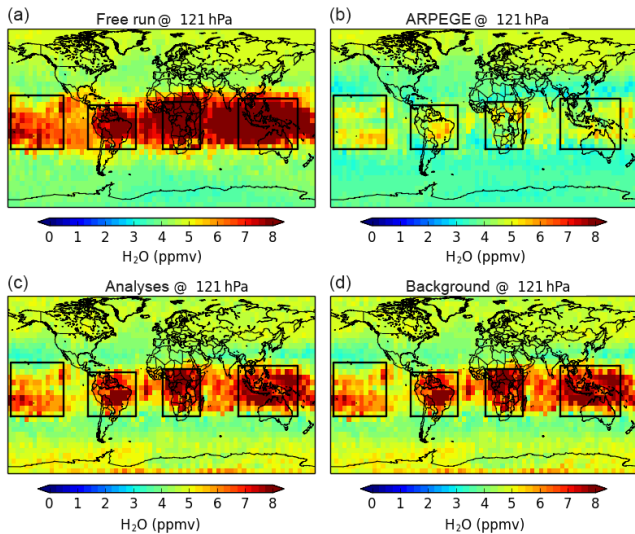 (a) Free run @ 121 hPa
(b) ARPEGE @ 121 hPa
0 1 2 3 4 5 6 7 8
H₂O (ppmv)
0 1 2 3 4 5 6 7 8
H₂O (ppmv)
(c) Analyses @ 121 hPa
(d) Background @ 121 hPa
0 1 2 3 4 5 6 7 8
H₂O (ppmv)
0 1 2 3 4 5 6 7 8
H₂O (ppmv)